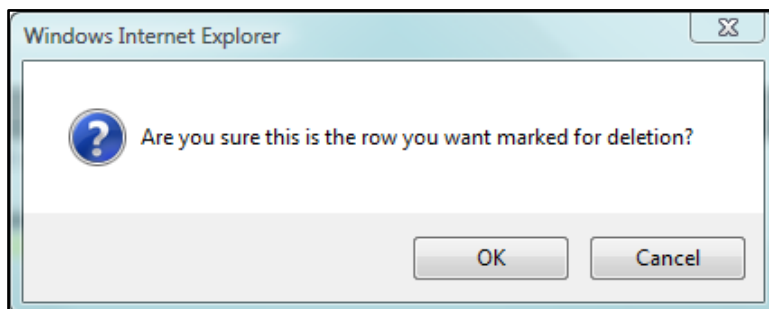 Windows Internet Explorer
Are you sure this is the row you want marked for deletion?
OK
Cancel